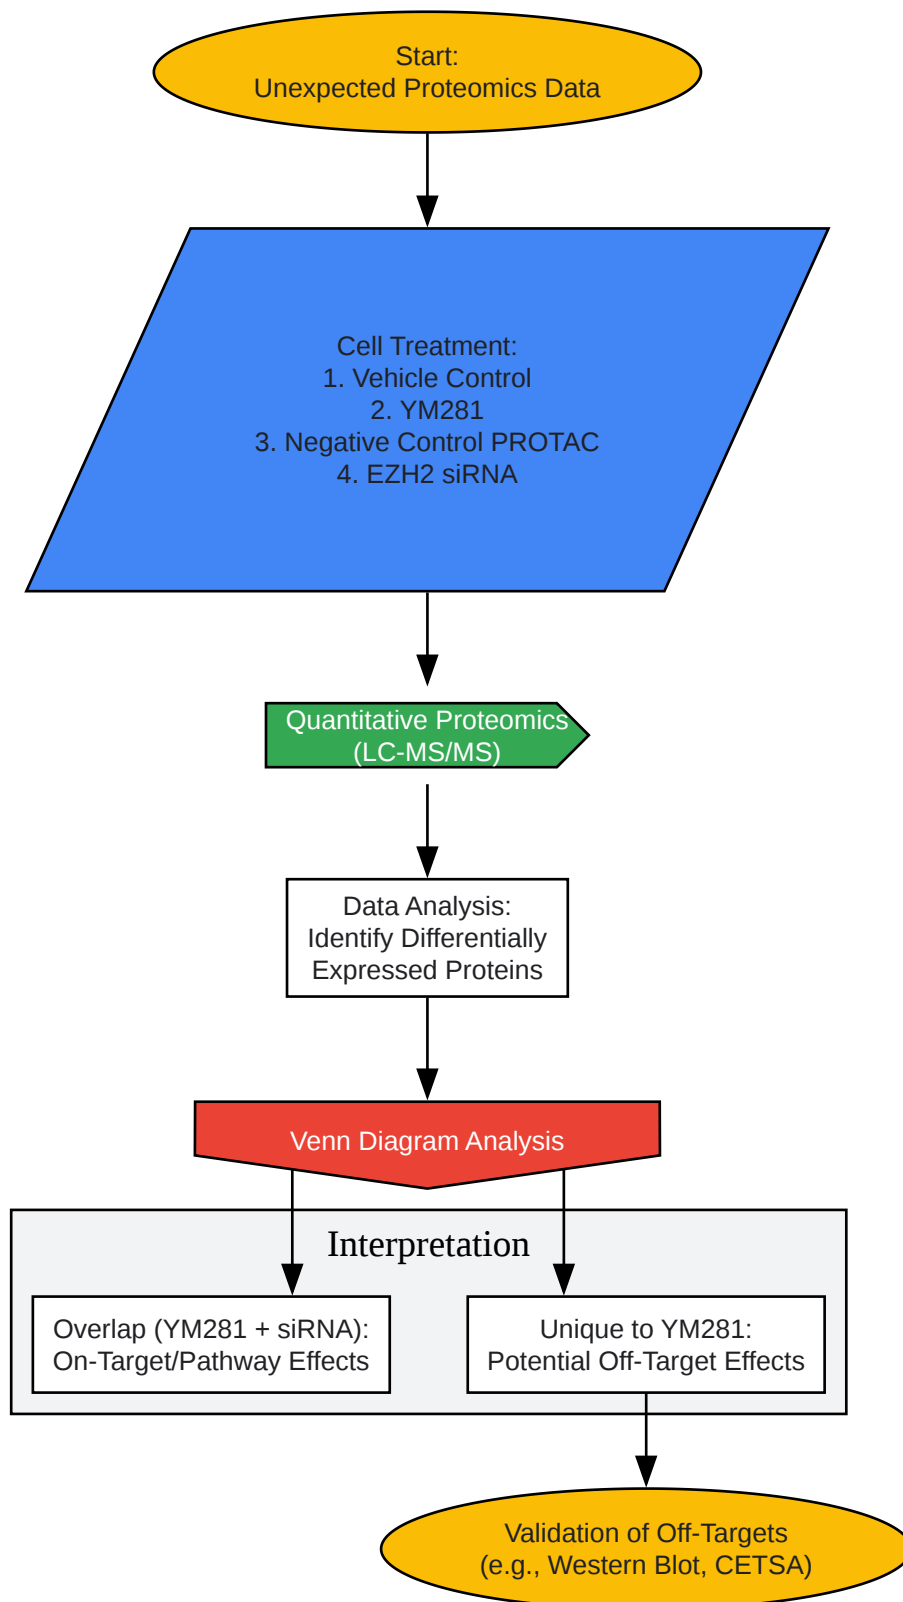 Start:
Unexpected Proteomics Data
Cell Treatment:
1. Vehicle Control
2. YM281
3. Negative Control PROTAC
4. EZH2 siRNA
Quantitative Proteomics
(LC-MS/MS)
Data Analysis:
Identify Differentially
Expressed Proteins
Venn Diagram Analysis
Interpretation
Overlap (YM281 + siRNA):
On-Target/Pathway Effects
Unique to YM281:
Potential Off-Target Effects
Validation of Off-Targets
(e.g., Western Blot, CETSA)